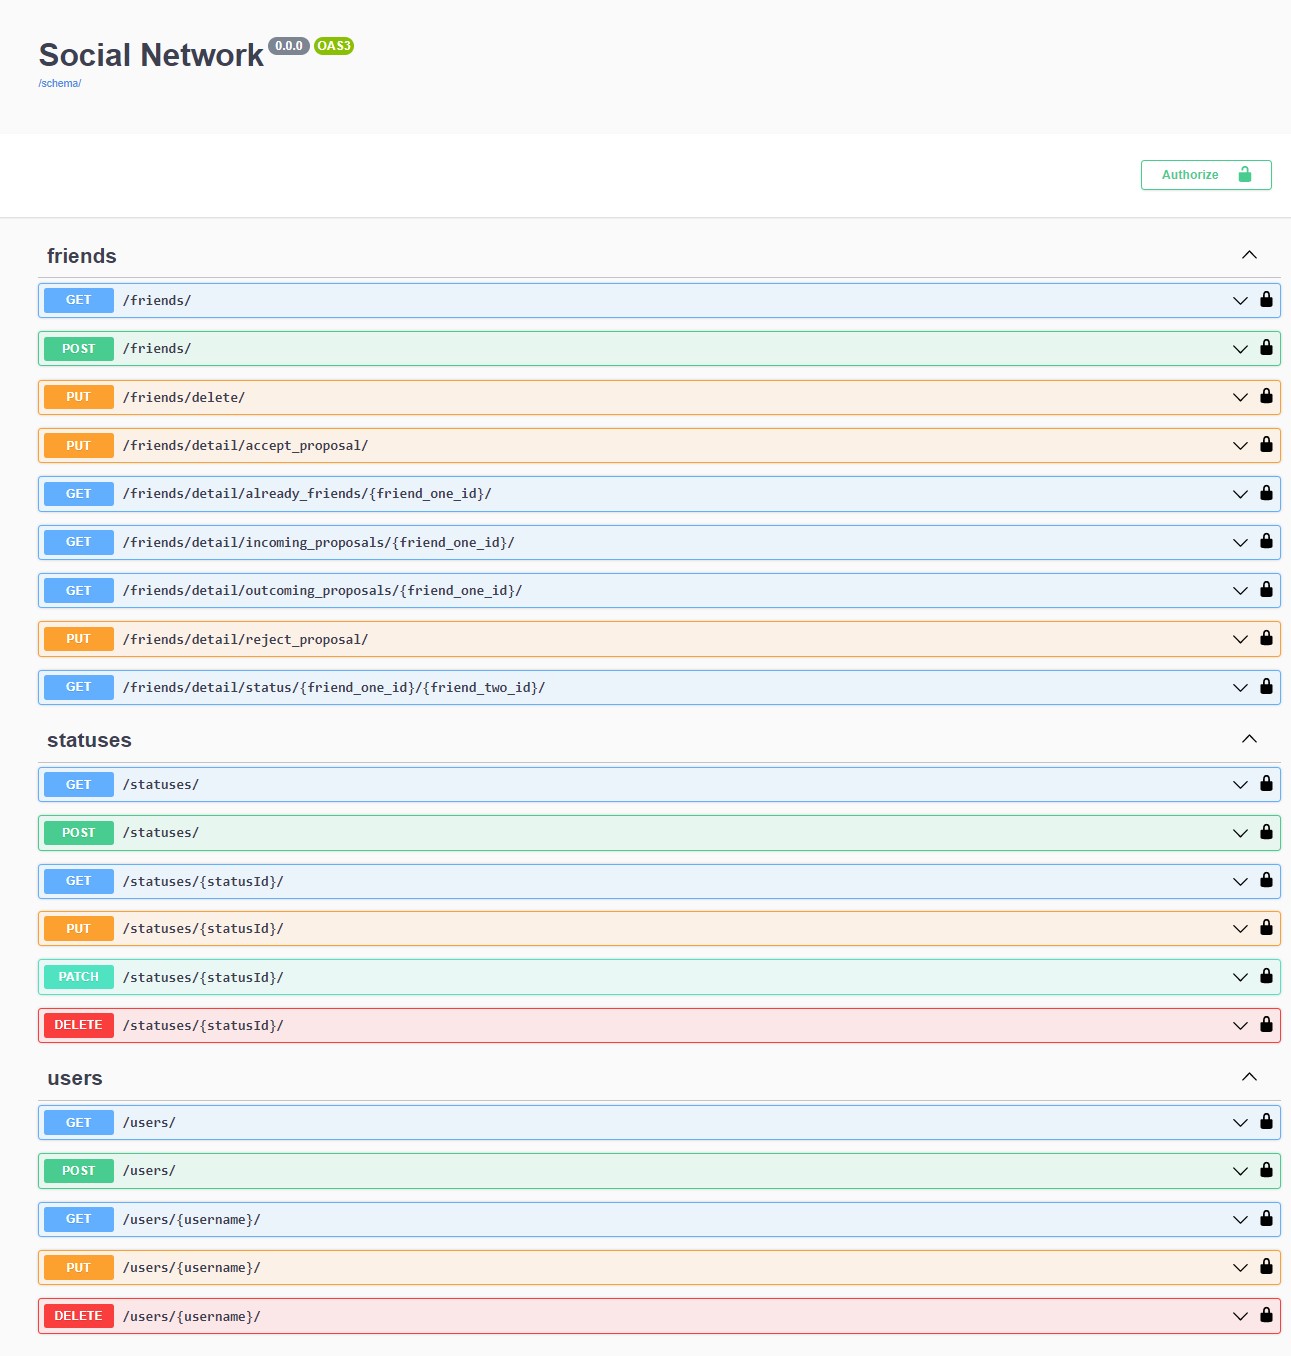 Social Network 0.0.0 OAS3
/schema/
Authorize
friends
GET /friends/
POST /friends/
PUT /friends/delete/
PUT /friends/detail/accept_proposal/
GET /friends/detail/already_friends/{friend_one_id}/
GET /friends/detail/incoming_proposals/{friend_one_id}/
GET /friends/detail/outcoming_proposals/{friend_one_id}/
PUT /friends/detail/reject_proposal/
GET /friends/detail/status/{friend_one_id}/{friend_two_id}/
statuses
GET /statuses/
POST /statuses/
GET /statuses/{statusId}/
PUT /statuses/{statusId}/
PATCH /statuses/{statusId}/
DELETE /statuses/{statusId}/
users
GET /users/
POST /users/
GET /users/{username}/
PUT /users/{username}/
DELETE /users/{username}/